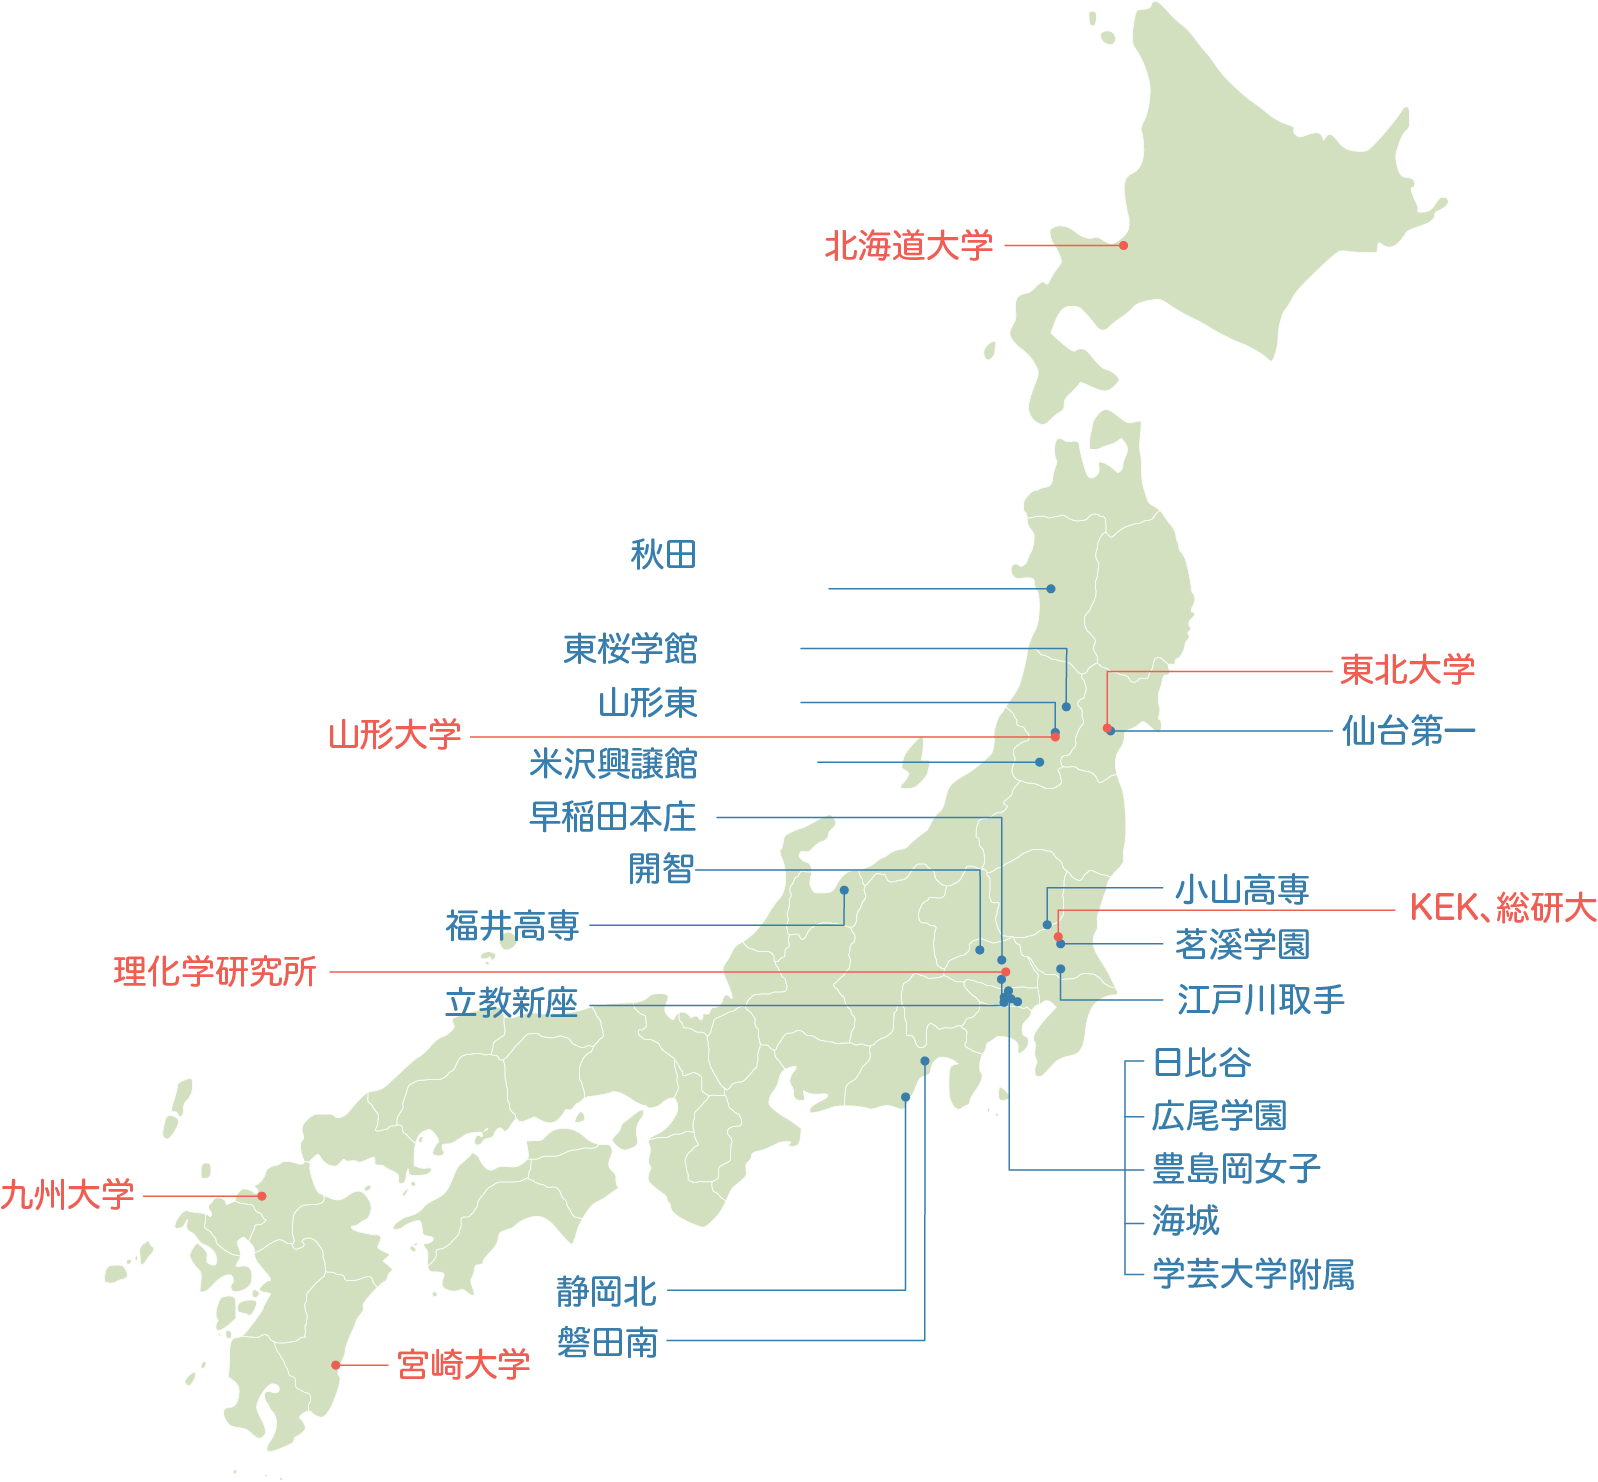 北海道大学
秋田
東桜学館
東北大学
山形東
山形大学
仙台第一
米沢興譲館
早稲田本庄
開智
小山高専
KEK、総研大
福井高専
茗溪学園
理化学研究所
立教新座
江戸川取手
日比谷
広尾学園
豊島岡女子
九州大学
海城
学芸大学附属
静岡北
磐田南
宮崎大学